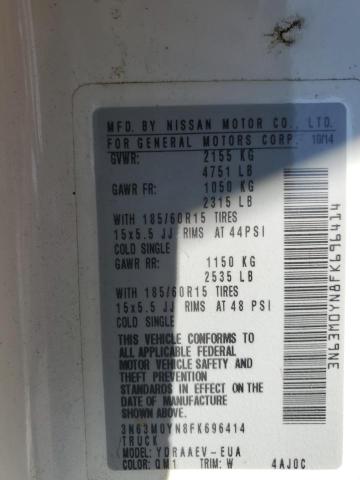 MFD. BY NISSAN MOTOR CO., LTD.
FOR GENERAL MOTORS CORP. 10/14
GVWR: 2155 KG
4751 LB
GAWR FR: 1050 KG
2315 LB
WITH 185/60R15 TIRES
15x5.5 JJ RIMS AT 44PSI
COLD SINGLE
GAWR RR: 1150 KG
2535 LB
WITH 185/60R15 TIRES
15x5.5 JJ RIMS AT 48 PSI
COLD SINGLE
THIS VEHICLE CONFORMS TO
ALL APPLICABLE FEDERAL
MOTOR VEHICLE SAFETY
AND THEFT PREVENTION
STANDARDS IN EFFECT ON
THE DATE OF MANUFACTURE
SHOWN ABOVE.
3N63M0YN8FK696414
TRUCK
MODEL: YDRAAEV-EUA
COLOR: QM1 TRIM: W 4AJ0C
3N63M0YN8FK696414